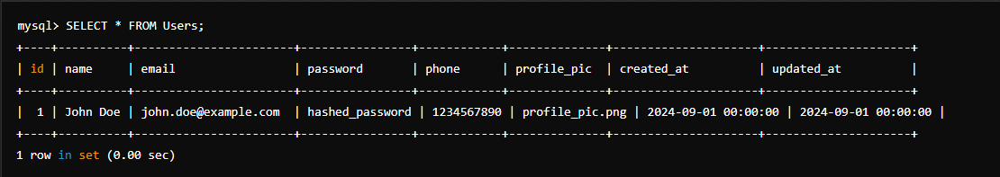 mysql> SELECT * FROM Users;
+----+----------+-----------------------+----------------+------------+--------------+---------------------+---------------------+
| id | name     | email                 | password       | phone      | profile_pic  | created_at          | updated_at          |
+----+----------+-----------------------+----------------+------------+--------------+---------------------+---------------------+
|  1 | John Doe | john.doe@example.com  | hashed_password | 1234567890 | profile_pic.png | 2024-09-01 00:00:00 | 2024-09-01 00:00:00 |
+----+----------+-----------------------+----------------+------------+--------------+---------------------+---------------------+
1 row in set (0.00 sec)